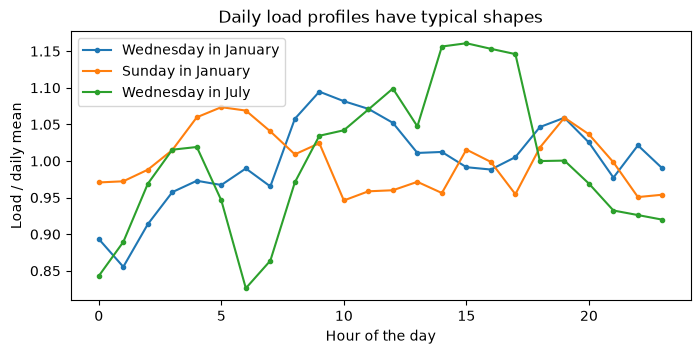 Daily load profiles have typical shapes
Wednesday in January
Sunday in January
Wednesday in July
Load / daily mean
1.15
1.10
1.05
1.00
0.95
0.90
0.85
0 5 10 15 20
Hour of the day